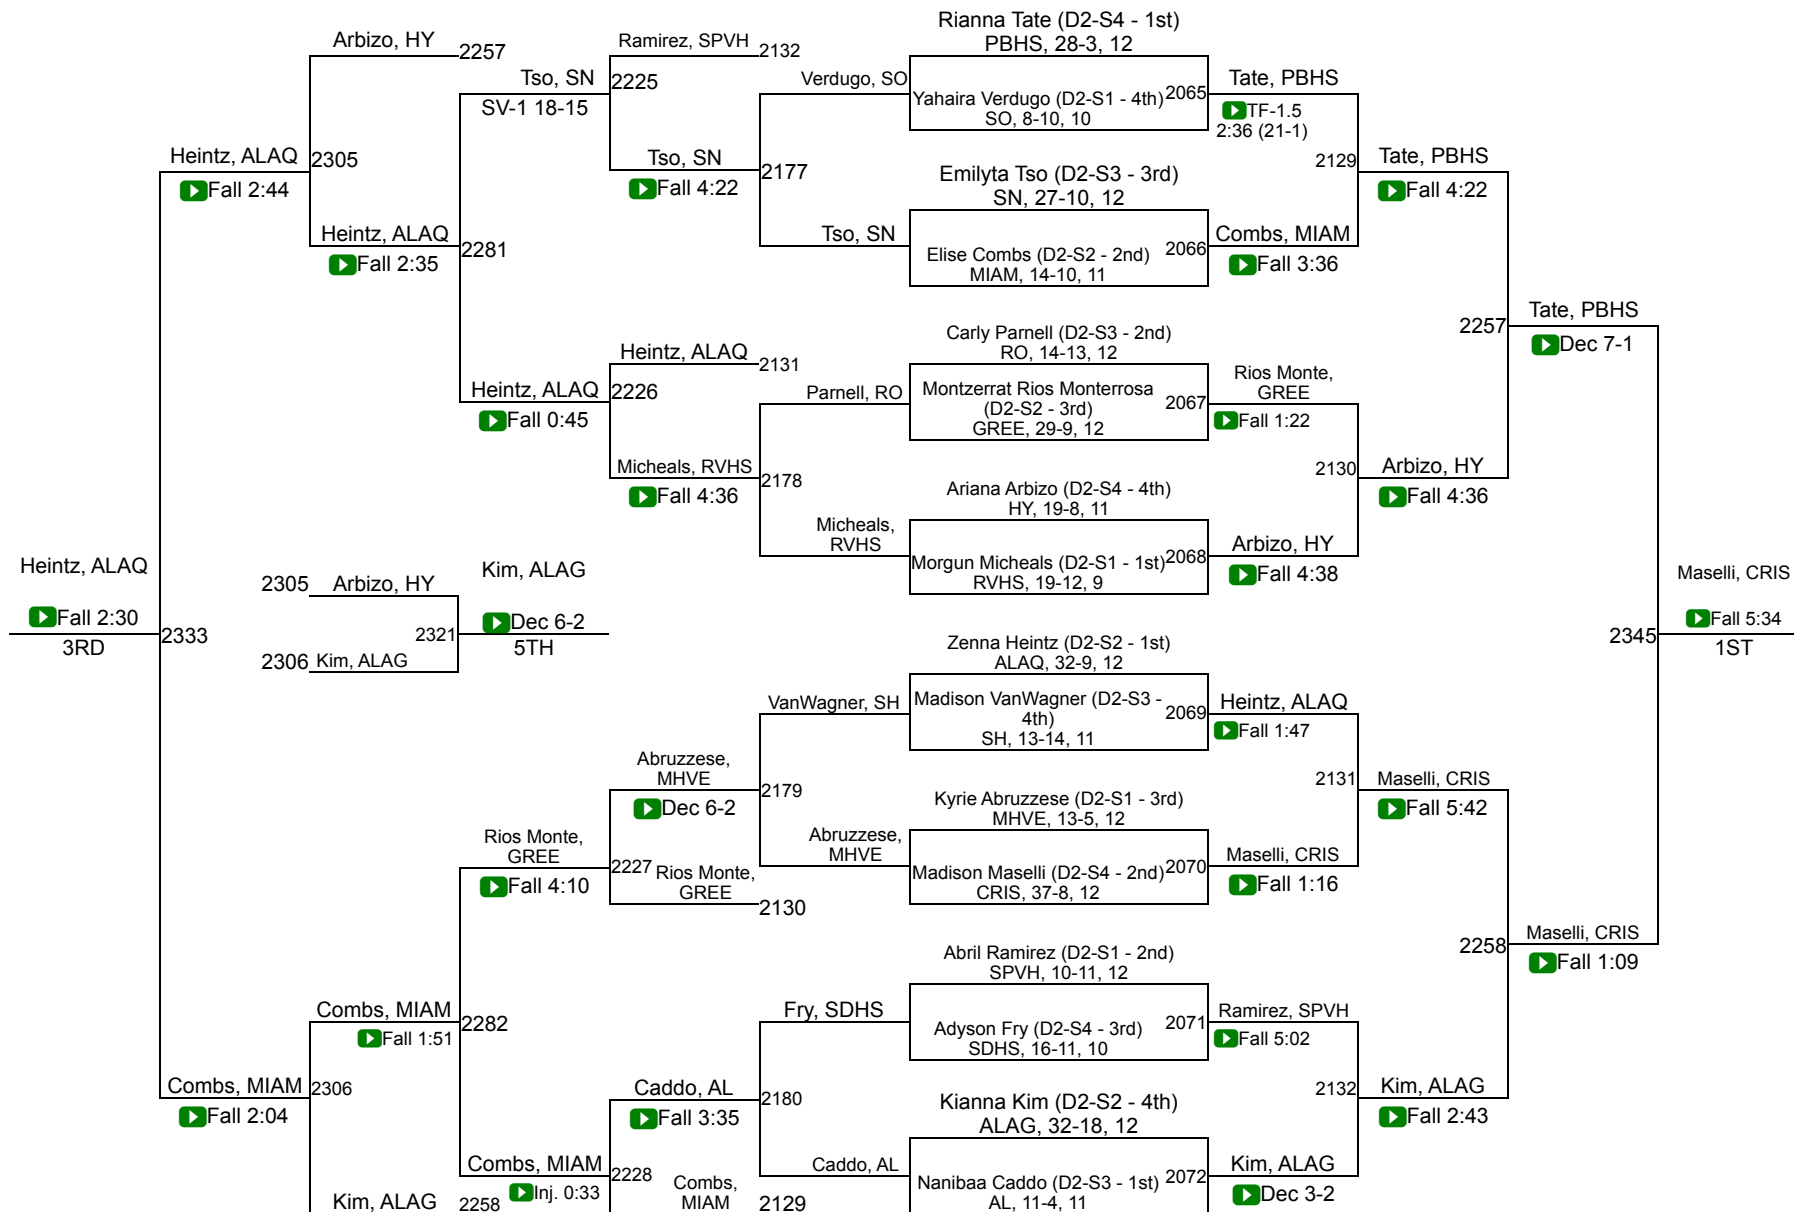 Rianna Tate (D2-S4 - 1st)
PBHS, 28-3, 12
Arbizo, HY
2257
Ramirez, SPVH
2132
Tso, SN
2225
SV-1 18-15
Verdugo, SO
Yahaira Verdugo (D2-S1 - 4th)
SO, 8-10, 10
2065
Tate, PBHS
TF-1.5
2:36 (21-1)
Heintz, ALAQ
2305
Fall 2:44
Tso, SN
2177
Fall 4:22
Emilyta Tso (D2-S3 - 3rd)
SN, 27-10, 12
2129
Tate, PBHS
Fall 4:22
Heintz, ALAQ
2281
Fall 2:35
Tso, SN
Elise Combs (D2-S2 - 2nd)
MIAM, 14-10, 11
2066
Combs, MIAM
Fall 3:36
Carly Parnell (D2-S3 - 2nd)
RO, 14-13, 12
2257
Tate, PBHS
Dec 7-1
Heintz, ALAQ
2131
Heintz, ALAQ
2226
Fall 0:45
Parnell, RO
Montzerrat Rios Monterrosa
(D2-S2 - 3rd)
GREE, 29-9, 12
2067
Rios Monte,
GREE
Fall 1:22
Micheals, RVHS
2178
Fall 4:36
Ariana Arbizo (D2-S4 - 4th)
HY, 19-8, 11
2130
Arbizo, HY
Fall 4:36
Micheals,
RVHS
Morgun Micheals (D2-S1 - 1st)
RVHS, 19-12, 9
2068
Arbizo, HY
Fall 4:38
Heintz, ALAQ
Fall 2:30
3RD
2333
2305
Arbizo, HY
2306
Kim, ALAG
2321
Kim, ALAG
Dec 6-2
5TH
2345
Maselli, CRIS
Fall 5:34
1ST
Zenna Heintz (D2-S2 - 1st)
ALAQ, 32-9, 12
VanWagner, SH
Madison VanWagner (D2-S3 -
4th)
SH, 13-14, 11
2069
Heintz, ALAQ
Fall 1:47
Abruzzese,
MHVE
2179
Dec 6-2
Kyrie Abruzzese (D2-S1 - 3rd)
MHVE, 13-5, 12
2131
Maselli, CRIS
Fall 5:42
Rios Monte,
GREE
Fall 4:10
2227
Rios Monte,
GREE
2130
Abruzzese,
MHVE
Madison Maselli (D2-S4 - 2nd)
CRIS, 37-8, 12
2070
Maselli, CRIS
Fall 1:16
2258
Maselli, CRIS
Fall 1:09
Abril Ramirez (D2-S1 - 2nd)
SPVH, 10-11, 12
Combs, MIAM
2282
Fall 1:51
Fry, SDHS
Adyson Fry (D2-S4 - 3rd)
SDHS, 16-11, 10
2071
Ramirez, SPVH
Fall 5:02
Combs, MIAM
2306
Fall 2:04
Caddo, AL
2180
Fall 3:35
Kianna Kim (D2-S2 - 4th)
ALAG, 32-18, 12
2132
Kim, ALAG
Fall 2:43
Combs, MIAM
2228
Inj. 0:33
Combs,
MIAM
2129
Caddo, AL
Nanibaa Caddo (D2-S3 - 1st)
AL, 11-4, 11
2072
Kim, ALAG
Dec 3-2
Kim, ALAG
2258